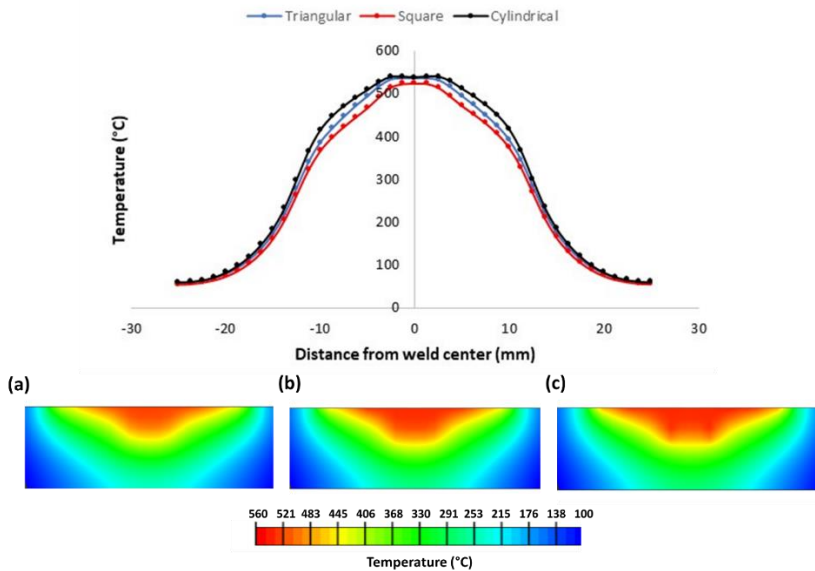 Triangular Square Cylindrical
600
500
400
300
200
100
0
Temperature (°C)
-30 -20 -10 0 10 20 30
Distance from weld center (mm)
(a) (b) (c)
560 521 483 445 406 368 330 291 253 215 176 138 100
Temperature (°C)